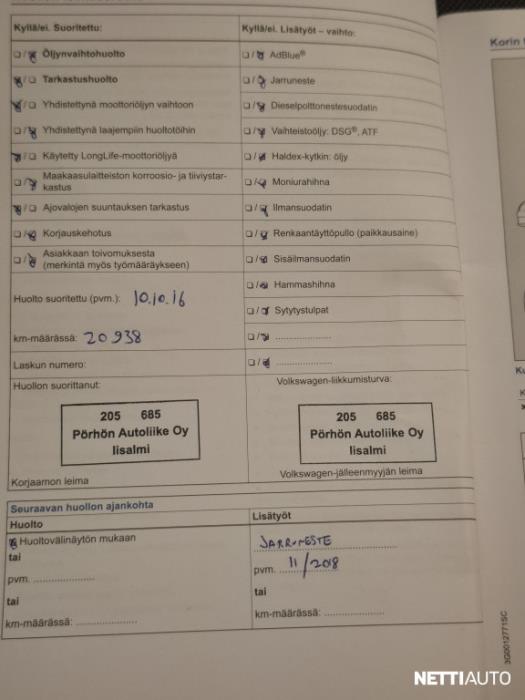 Kyllä/ei. Suoritettu:
Öljynvaihtohuolto
Tarkastushuolto
Yhdistettynä moottoriöljyn vaihtoon
Yhdistettynä laajempiin huoltotöihin
Käytetty LongLife-moottoriöljyä
Maakaasulaitteiston korroosio- ja tiiviystar-
kastus
Ajovalojen suuntauksen tarkastus
Korjauskehotus
Asiakkaan toivomuksesta
(merkintä myös työmääräykseen)
Huolto suoritettu (pvm.): 10.10.16
km-määrässä: 20 938
Laskun numero:
Huollon suorittanut:
205 685
Pörhön Autoliike Oy
Iisalmi
Korjaamon leima
Kyllä/ei. Lisätyöt – vaihto:
AdBlue®
Jarruneste
Dieselpolttonestesuodatin
Vaihteistoöljy: DSG®, ATF
Haldex-kytkin: öljy
Moniurahihna
Ilmansuodatin
Renkaantäyttöpullo (paikkausaine)
Sisäilmansuodatin
Hammashihna
Sytytystulpat
Volkswagen-liikkumisturva:
205 685
Pörhön Autoliike Oy
Iisalmi
Volkswagen-jälleenmyyjän leima
Seuraavan huollon ajankohta
Huolto
Huoltovälinäytön mukaan
tai
pvm.
tai
km-määrässä:
Lisätyöt
JARRUNESTE
pvm. 11/2018
tai
km-määrässä:
Korin
3G0012771SC
NETTIAUTO